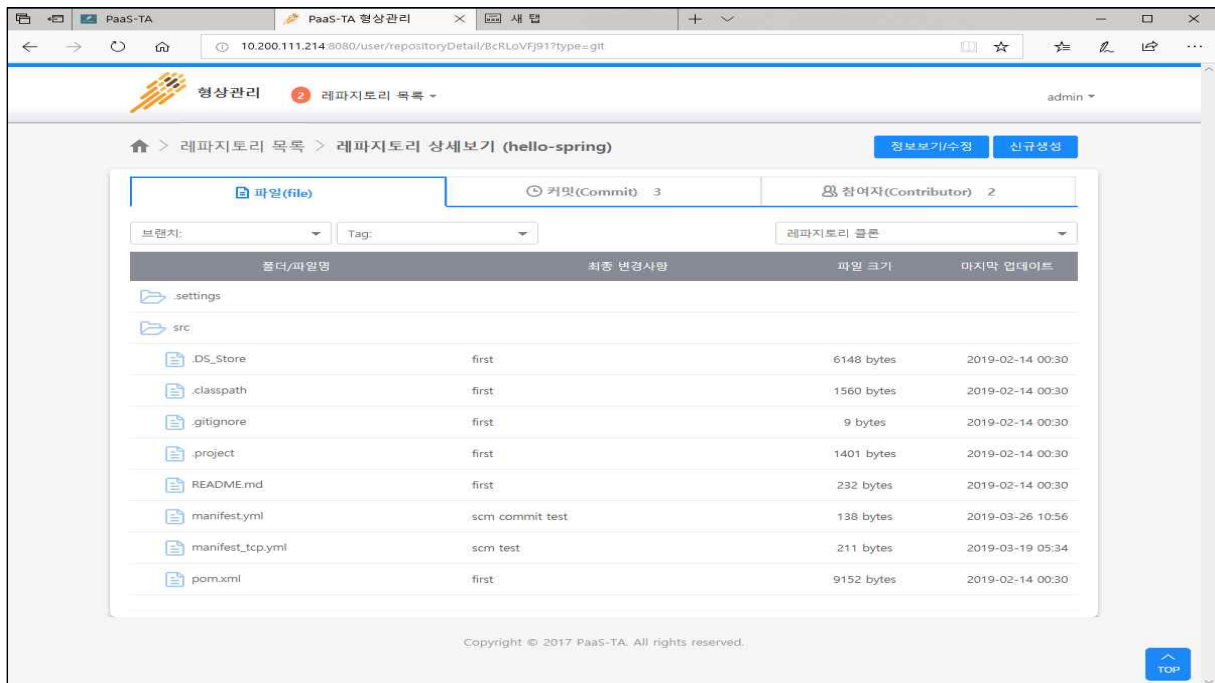 PaaS-TA PaaS-TA 형상관리 새 탭
10.200.111.214:8080/user/repositoryDetail/BcRLoVFJ91?type=git
형상관리 2 레파지토리 목록 admin
레파지토리 목록 > 레파지토리 상세보기 (hello-spring) 정보보기/수정 신규생성
파일(file) 커밋(Commit) 3 참여자(Contributor) 2
브랜치: Tag: 레파지토리 클론
폴더/파일명 최종 변경사항 파일 크기 마지막 업데이트
.settings
src
.DS_Store first 6148 bytes 2019-02-14 00:30
.classpath first 1560 bytes 2019-02-14 00:30
.gitignore first 9 bytes 2019-02-14 00:30
.project first 1401 bytes 2019-02-14 00:30
README.md first 232 bytes 2019-02-14 00:30
manifest.yml scm commit test 138 bytes 2019-03-26 10:56
manifest_tcp.yml scm test 211 bytes 2019-03-19 05:34
pom.xml first 9152 bytes 2019-02-14 00:30
Copyright © 2017 PaaS-TA. All rights reserved.
TOP